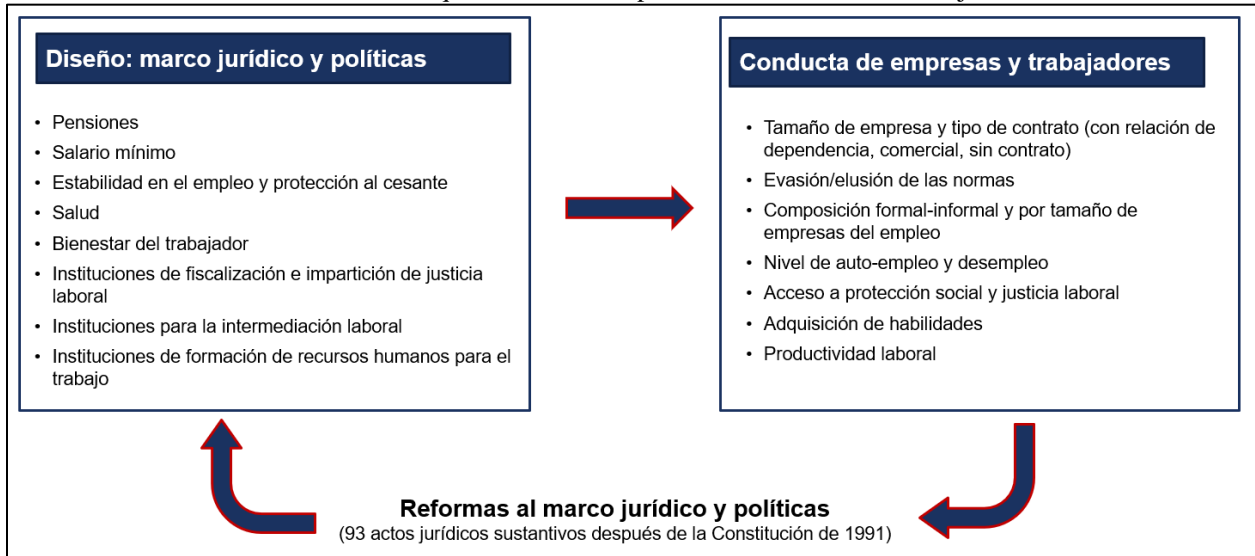 Diseño: marco jurídico y políticas
• Pensiones
• Salario mínimo
• Estabilidad en el empleo y protección al cesante
• Salud
• Bienestar del trabajador
• Instituciones de fiscalización e impartición de justicia
laboral
• Instituciones para la intermediación laboral
• Instituciones de formación de recursos humanos para el
trabajo
Conducta de empresas y trabajadores
• Tamaño de empresa y tipo de contrato (con relación de
dependencia, comercial, sin contrato)
• Evasión/elusión de las normas
• Composición formal-informal y por tamaño de
empresas del empleo
• Nivel de auto-empleo y desempleo
• Acceso a protección social y justicia laboral
• Adquisición de habilidades
• Productividad laboral
Reformas al marco jurídico y políticas
(93 actos jurídicos sustantivos después de la Constitución de 1991)